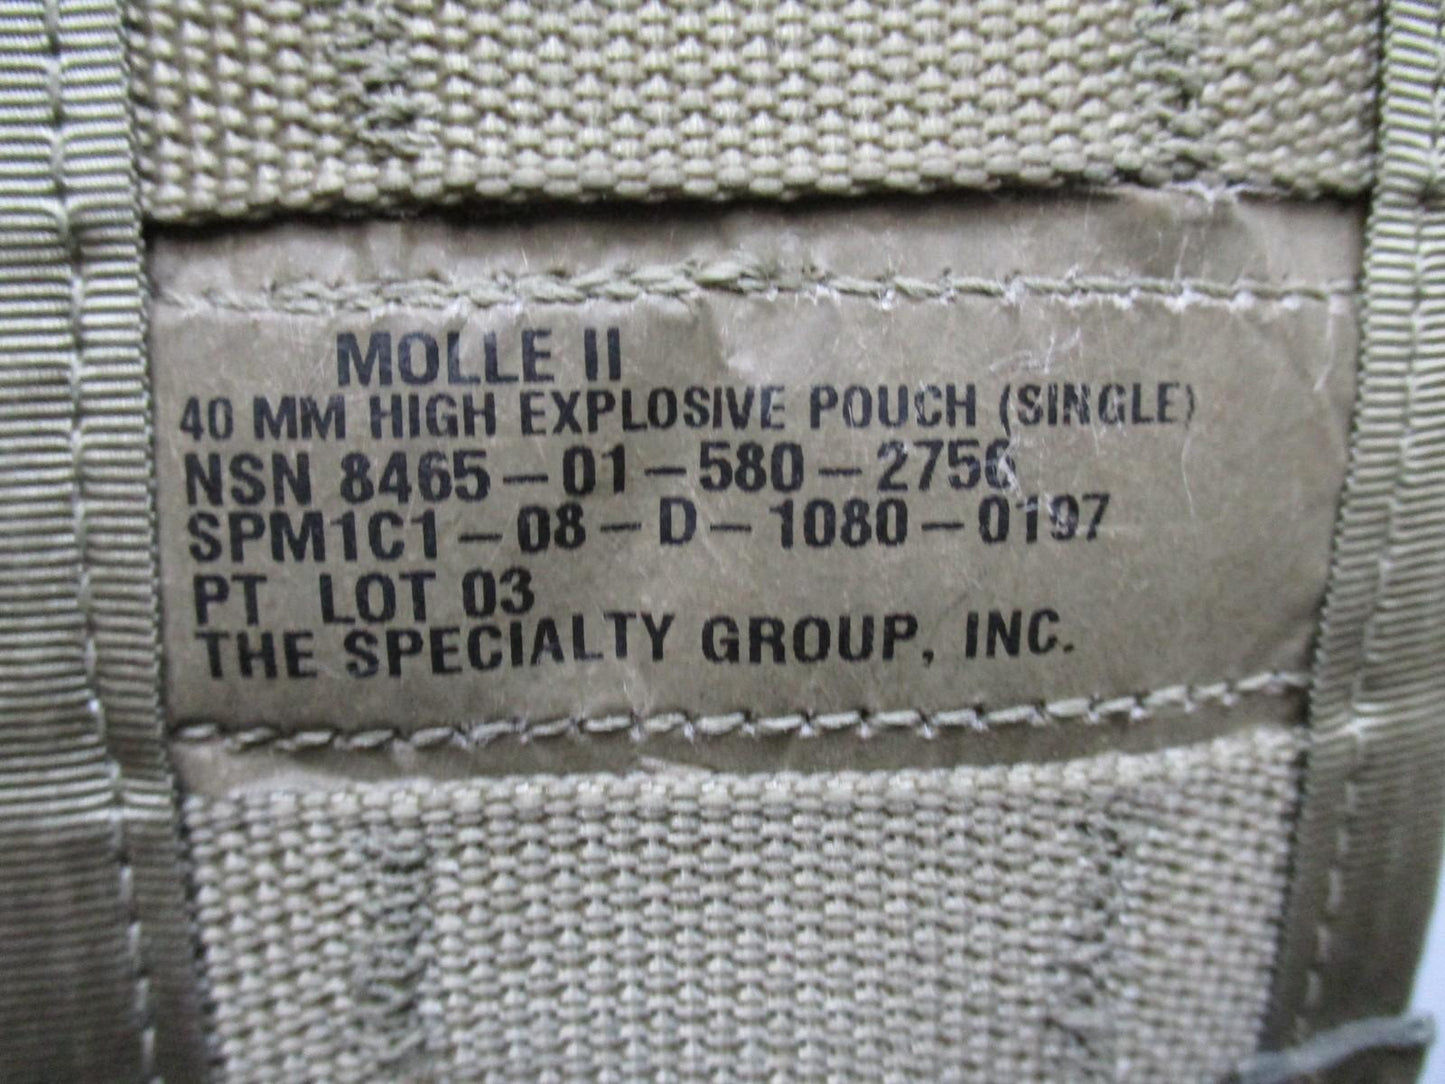 MOLLE II
40 MM HIGH EXPLOSIVE POUCH (SINGLE)
NSN 8465-01-580-2756
SPM1C1-08-D-1080-0197
PT LOT 03
THE SPECIALTY GROUP, INC.